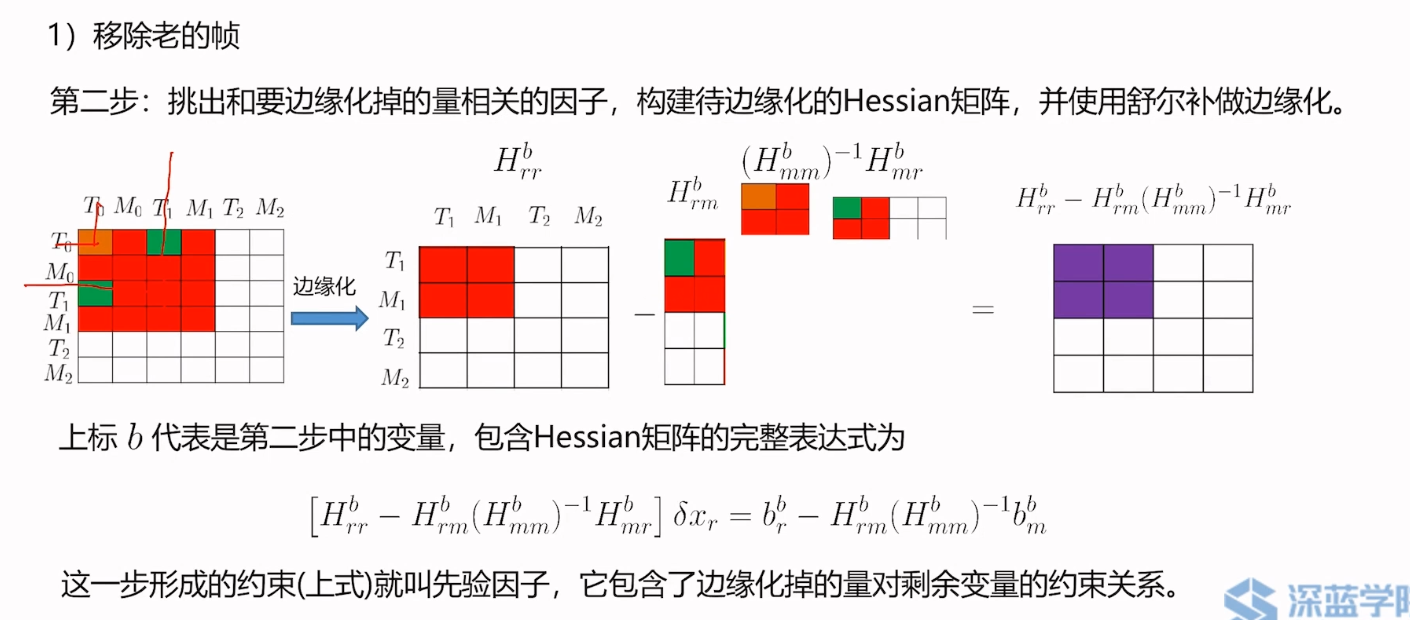 1）移除老的帧
第二步：挑出和要边缘化掉的量相关的因子，构建待边缘化的Hessian矩阵，并使用舒尔补做边缘化。
T_0 M_0 T_1 M_1 T_2 M_2
T_0
M_0
T_1
M_1
T_2
M_2
边缘化
H_{rr}^b
T_1 M_1 T_2 M_2
T_1
M_1
T_2
M_2
−
H_{rm}^b
(H_{mm}^b)^{-1} H_{mr}^b
=
H_{rr}^b − H_{rm}^b (H_{mm}^b)^{-1} H_{mr}^b
上标 b 代表是第二步中的变量，包含Hessian矩阵的完整表达式为
[H_{rr}^b − H_{rm}^b (H_{mm}^b)^{-1} H_{mr}^b] δx_r = b_r^b − H_{rm}^b (H_{mm}^b)^{-1} b_m^b
这一步形成的约束(上式)就叫先验因子，它包含了边缘化掉的量对剩余变量的约束关系。
深蓝学院